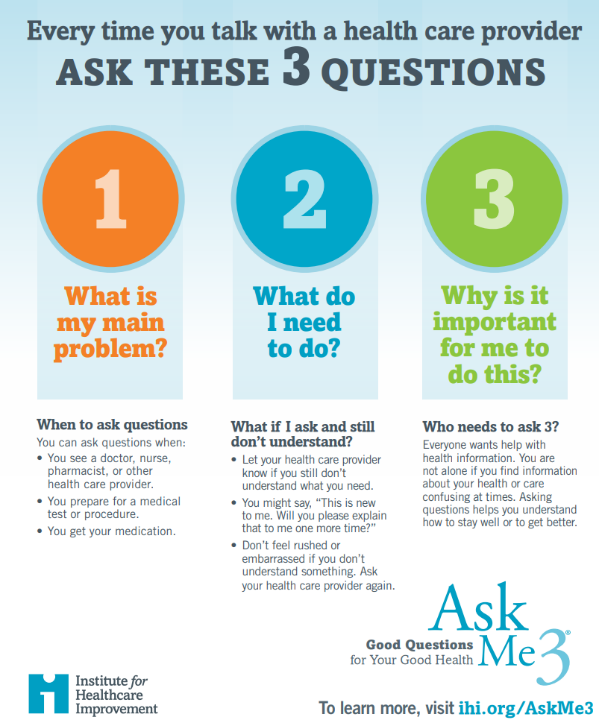 Every time you talk with a health care provider
ASK THESE 3 QUESTIONS
1
What is
my main
problem?
2
What do
I need
to do?
3
Why is it
important
for me to
do this?
When to ask questions
You can ask questions when:
• You see a doctor, nurse,
pharmacist, or other
health care provider.
• You prepare for a medical
test or procedure.
• You get your medication.
What if I ask and still
don’t understand?
• Let your health care provider
know if you still don’t
understand what you need.
• You might say, “This is new
to me. Will you please explain
that to me one more time?”
• Don’t feel rushed or
embarrassed if you don’t
understand something. Ask
your health care provider again.
Who needs to ask 3?
Everyone wants help with
health information. You are
not alone if you find information
about your health or care
confusing at times. Asking
questions helps you understand
how to stay well or to get better.
Ask
Me 3®
Good Questions
for Your Good Health
Institute for
Healthcare
Improvement
To learn more, visit ihi.org/AskMe3